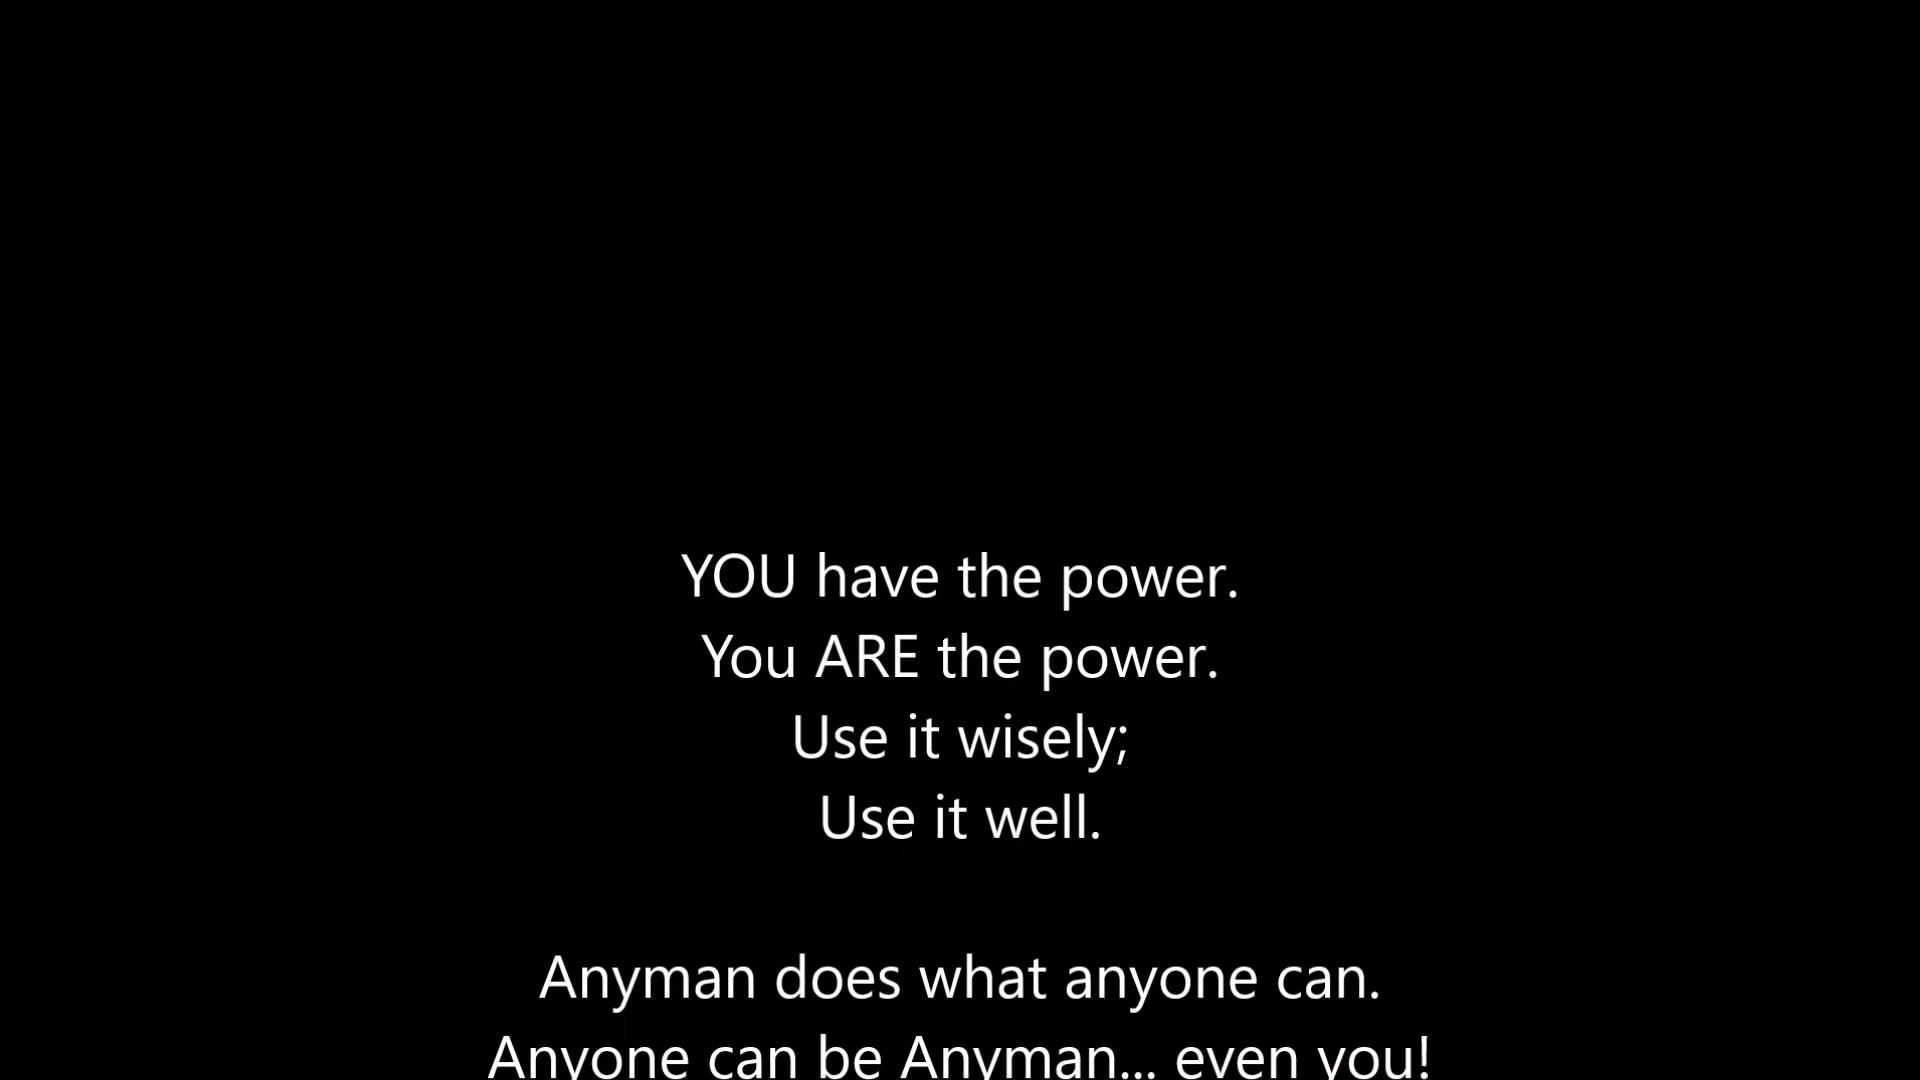 YOU have the power.
You ARE the power.
Use it wisely;
Use it well.
Anyman does what anyone can.
Anyone can be Anyman... even you!